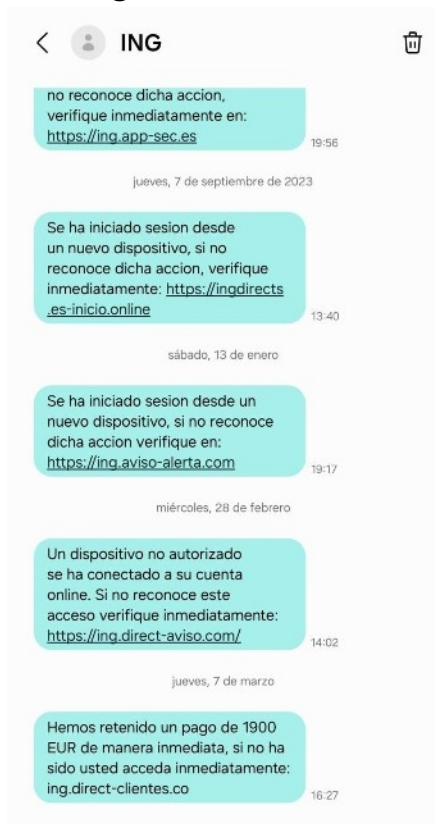 ING
no reconoce dicha accion,
verifique inmediatamente en:
https://ing.app-sec.es
19:56
jueves, 7 de septiembre de 2023
Se ha iniciado sesion desde
un nuevo dispositivo, si no
reconoce dicha accion, verifique
inmediatamente: https://ingdirects
.es-inicio.online
13:40
sábado, 13 de enero
Se ha iniciado sesion desde un
nuevo dispositivo, si no reconoce
dicha accion verifique en:
https://ing.aviso-alerta.com
19:17
miércoles, 28 de febrero
Un dispositivo no autorizado
se ha conectado a su cuenta
online. Si no reconoce este
acceso verifique inmediatamente:
https://ing.direct-aviso.com/
14:02
jueves, 7 de marzo
Hemos retenido un pago de 1900
EUR de manera inmediata, si no ha
sido usted acceda inmediatamente:
ing.direct-clientes.co
16:27